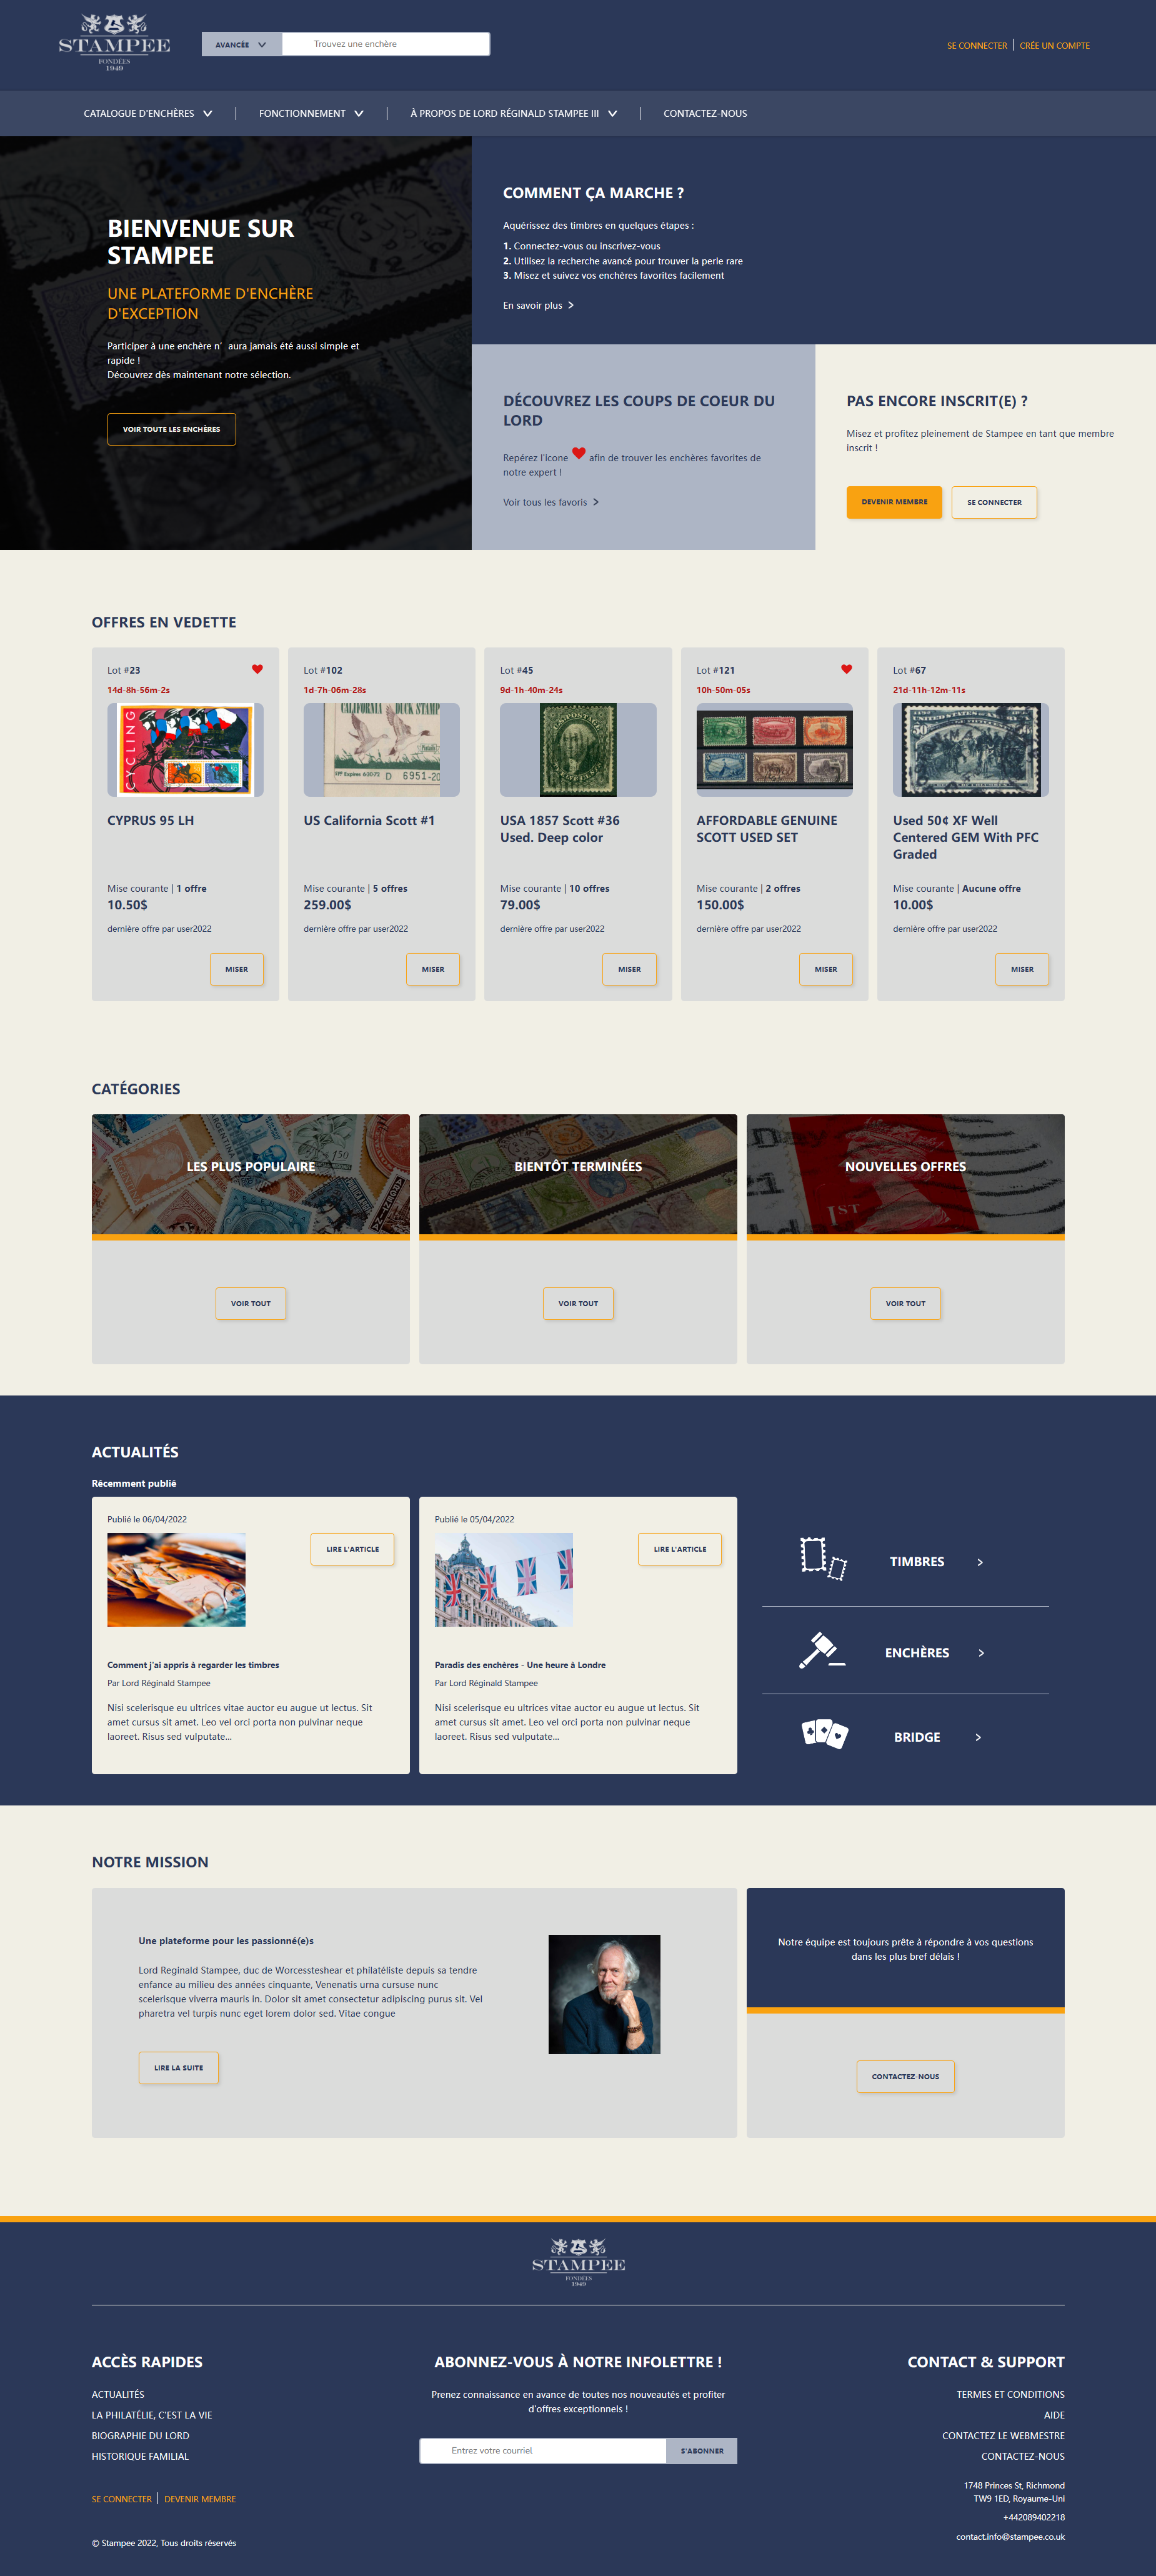 STAMPEE
FONDÉES
1949
AVANCÉE
Trouvez une enchère
SE CONNECTER
CRÉE UN COMPTE
CATALOGUE D'ENCHÈRES
FONCTIONNEMENT
À PROPOS DE LORD RÉGINALD STAMPEE III
CONTACTEZ-NOUS
BIENVENUE SUR
STAMPEE
UNE PLATEFORME D'ENCHÈRE
D'EXCEPTION
Participer à une enchère n' aura jamais été aussi simple et
rapide !
Découvrez dès maintenant notre sélection.
VOIR TOUTE LES ENCHÈRES
COMMENT ÇA MARCHE ?
Aquérissez des timbres en quelques étapes :
1. Connectez-vous ou inscrivez-vous
2. Utilisez la recherche avancé pour trouver la perle rare
3. Misez et suivez vos enchères favorites facilement
En savoir plus
DÉCOUVREZ LES COUPS DE COEUR DU
LORD
Repérez l'icone afin de trouver les enchères favorites de
notre expert !
Voir tous les favoris
PAS ENCORE INSCRIT(E) ?
Misez et profitez pleinement de Stampee en tant que membre
inscrit !
DEVENIR MEMBRE
SE CONNECTER
OFFRES EN VEDETTE
Lot #23
14d-8h-56m-2s
CYCLING
CYPRUS 95 LH
Mise courante | 1 offre
10.50$
dernière offre par user2022
MISER
Lot #102
1d-7h-06m-28s
CALIFORNIA DUCK STAMP
Expires 6-30-72 D 6951-20
US California Scott #1
Mise courante | 5 offres
259.00$
dernière offre par user2022
MISER
Lot #45
9d-1h-40m-24s
USA 1857 Scott #36
Used. Deep color
Mise courante | 10 offres
79.00$
dernière offre par user2022
MISER
Lot #121
10h-50m-05s
AFFORDABLE GENUINE
SCOTT USED SET
Mise courante | 2 offres
150.00$
dernière offre par user2022
MISER
Lot #67
21d-11h-12m-11s
Used 50¢ XF Well
Centered GEM With PFC
Graded
Mise courante | Aucune offre
10.00$
dernière offre par user2022
MISER
CATÉGORIES
LES PLUS POPULAIRE
VOIR TOUT
BIENTÔT TERMINÉES
VOIR TOUT
NOUVELLES OFFRES
1ST
VOIR TOUT
ACTUALITÉS
Récemment publié
Publié le 06/04/2022
LIRE L'ARTICLE
Comment j'ai appris à regarder les timbres
Par Lord Réginald Stampee
Nisi scelerisque eu ultrices vitae auctor eu augue ut lectus. Sit
amet cursus sit amet. Leo vel orci porta non pulvinar neque
laoreet. Risus sed vulputate...
Publié le 05/04/2022
LIRE L'ARTICLE
Paradis des enchères - Une heure à Londre
Par Lord Réginald Stampee
Nisi scelerisque eu ultrices vitae auctor eu augue ut lectus. Sit
amet cursus sit amet. Leo vel orci porta non pulvinar neque
laoreet. Risus sed vulputate...
TIMBRES
ENCHÈRES
BRIDGE
NOTRE MISSION
Une plateforme pour les passionné(e)s
Lord Reginald Stampee, duc de Worcessteshear et philatéliste depuis sa tendre
enfance au milieu des années cinquante, Venenatis urna cursuse nunc
scelerisque viverra mauris in. Dolor sit amet consectetur adipiscing purus sit. Vel
pharetra vel turpis nunc eget lorem dolor sed. Vitae congue
LIRE LA SUITE
Notre équipe est toujours prête à répondre à vos questions
dans les plus bref délais !
CONTACTEZ-NOUS
STAMPEE
FONDÉES
1949
ACCÈS RAPIDES
ACTUALITÉS
LA PHILATÉLIE, C'EST LA VIE
BIOGRAPHIE DU LORD
HISTORIQUE FAMILIAL
SE CONNECTER
DEVENIR MEMBRE
© Stampee 2022, Tous droits réservés
ABONNEZ-VOUS À NOTRE INFOLETTRE !
Prenez connaissance en avance de toutes nos nouveautés et profiter
d'offres exceptionnels !
Entrez votre courriel
S'ABONNER
CONTACT & SUPPORT
TERMES ET CONDITIONS
AIDE
CONTACTEZ LE WEBMESTRE
CONTACTEZ-NOUS
1748 Princes St, Richmond
TW9 1ED, Royaume-Uni
+442089402218
contact.info@stampee.co.uk